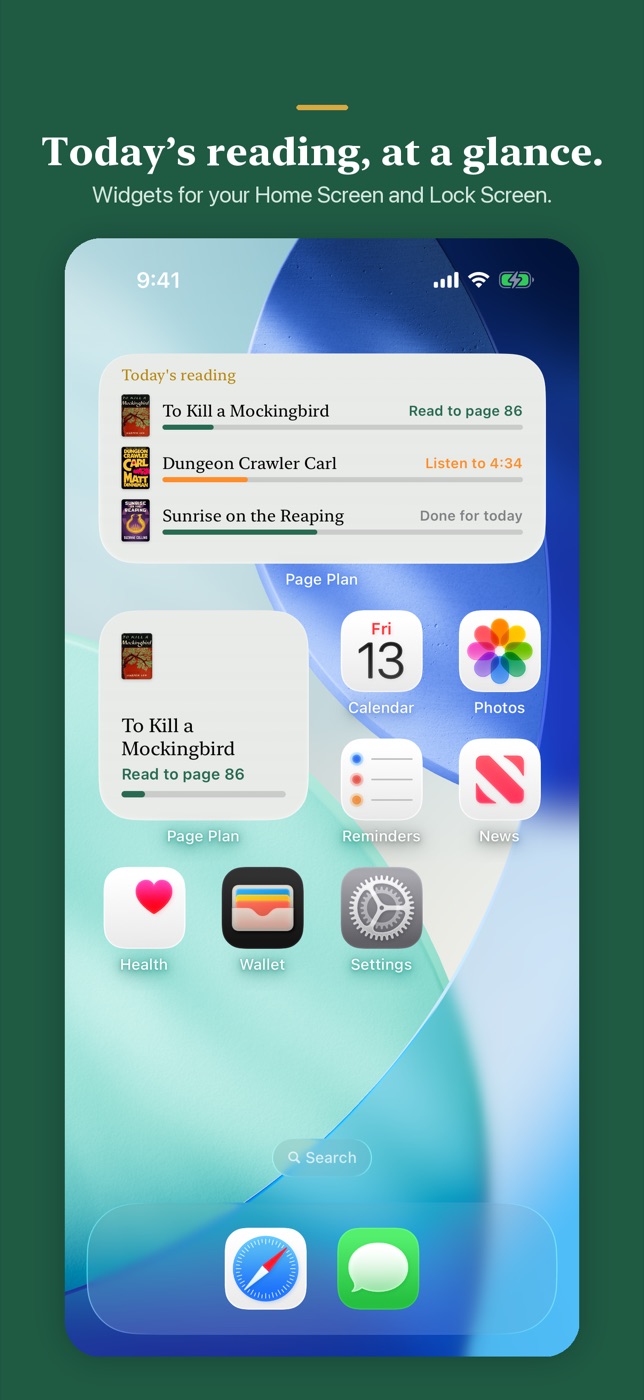 Today’s reading, at a glance.
Widgets for your Home Screen and Lock Screen.
9:41
Today's reading
To Kill a Mockingbird
Read to page 86
Dungeon Crawler Carl
Listen to 4:34
Sunrise on the Reaping
Done for today
Page Plan
TO KILL A
Mockingbird
To Kill a
Mockingbird
Read to page 86
Page Plan
Fri
13
Calendar
Photos
Reminders
News
Health
Wallet
Settings
Search